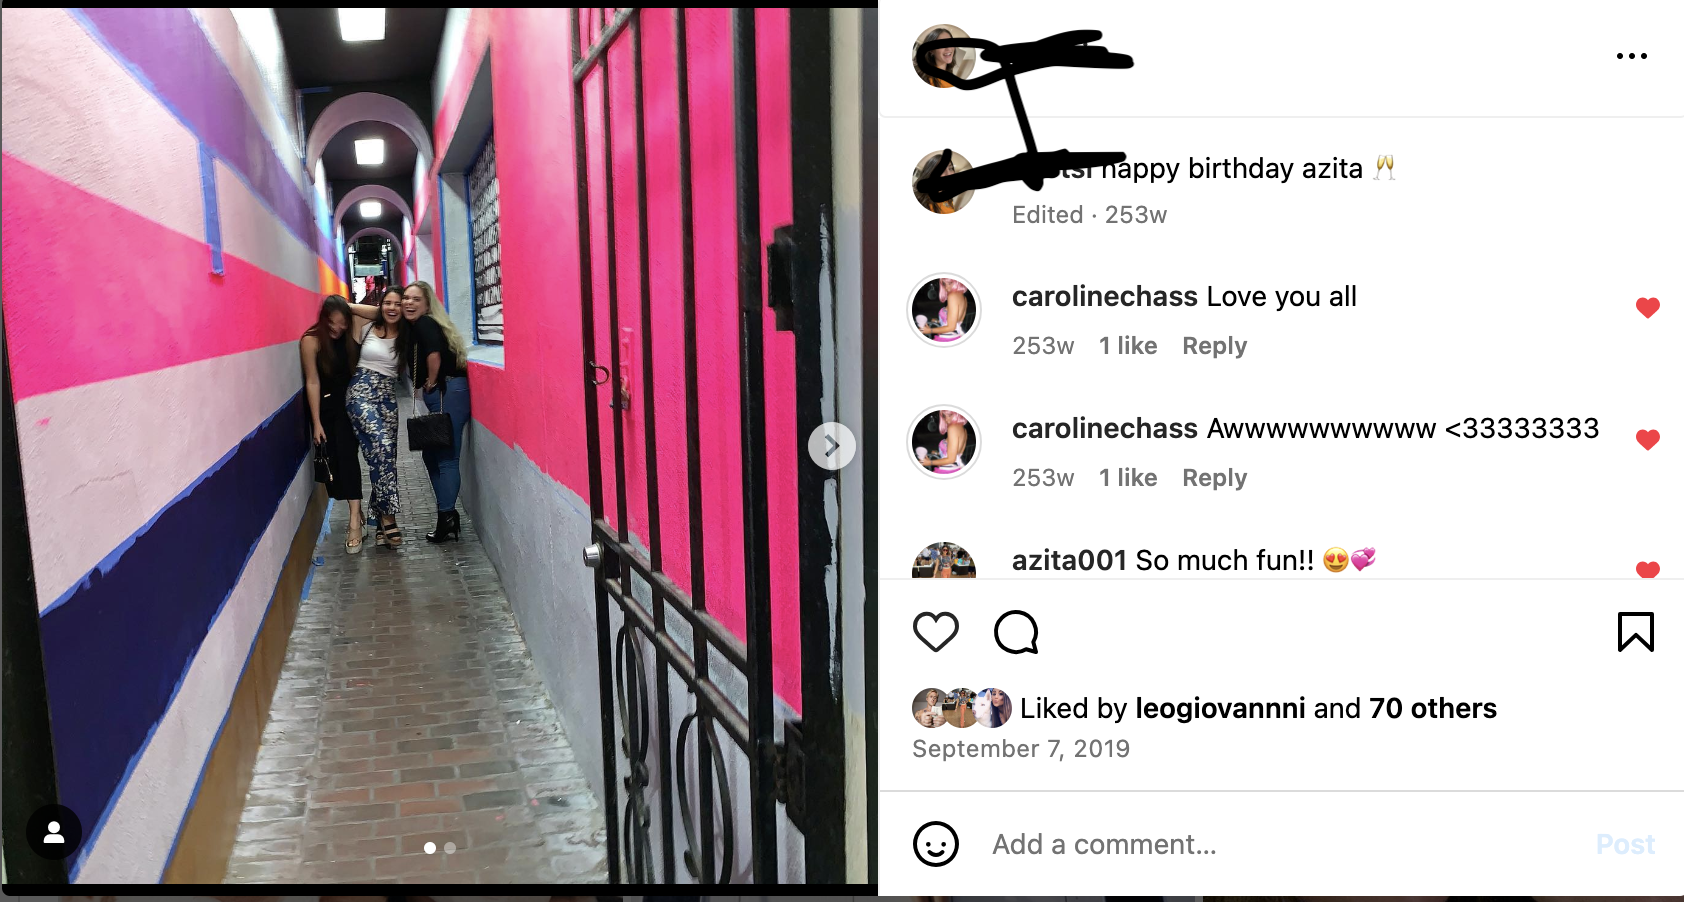 happy birthday azita 🥂
Edited · 253w
carolinechass Love you all
253w 1 like Reply
carolinechass Awwwwwwwwww <33333333
253w 1 like Reply
azita001 So much fun!! 😍💞
Liked by leogiovannni and 70 others
September 7, 2019
Add a comment...
Post